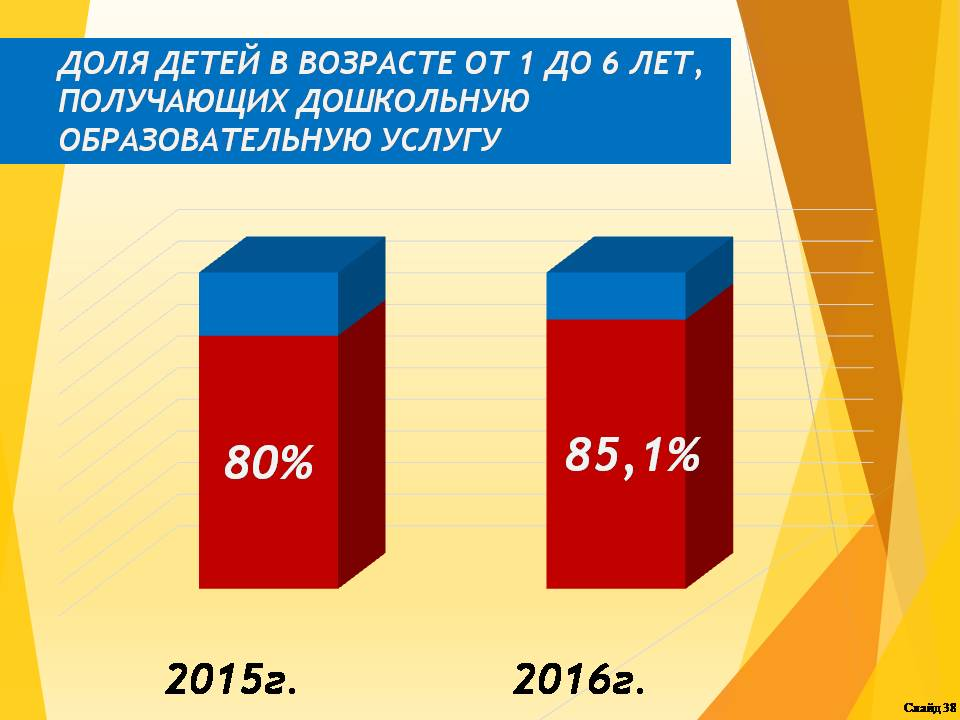 ДОЛЯ ДЕТЕЙ В ВОЗРАСТЕ ОТ 1 ДО 6 ЛЕТ,
ПОЛУЧАЮЩИХ ДОШКОЛЬНУЮ
ОБРАЗОВАТЕЛЬНУЮ УСЛУГУ
80%
85,1%
2015г.
2016г.
Слайд 38